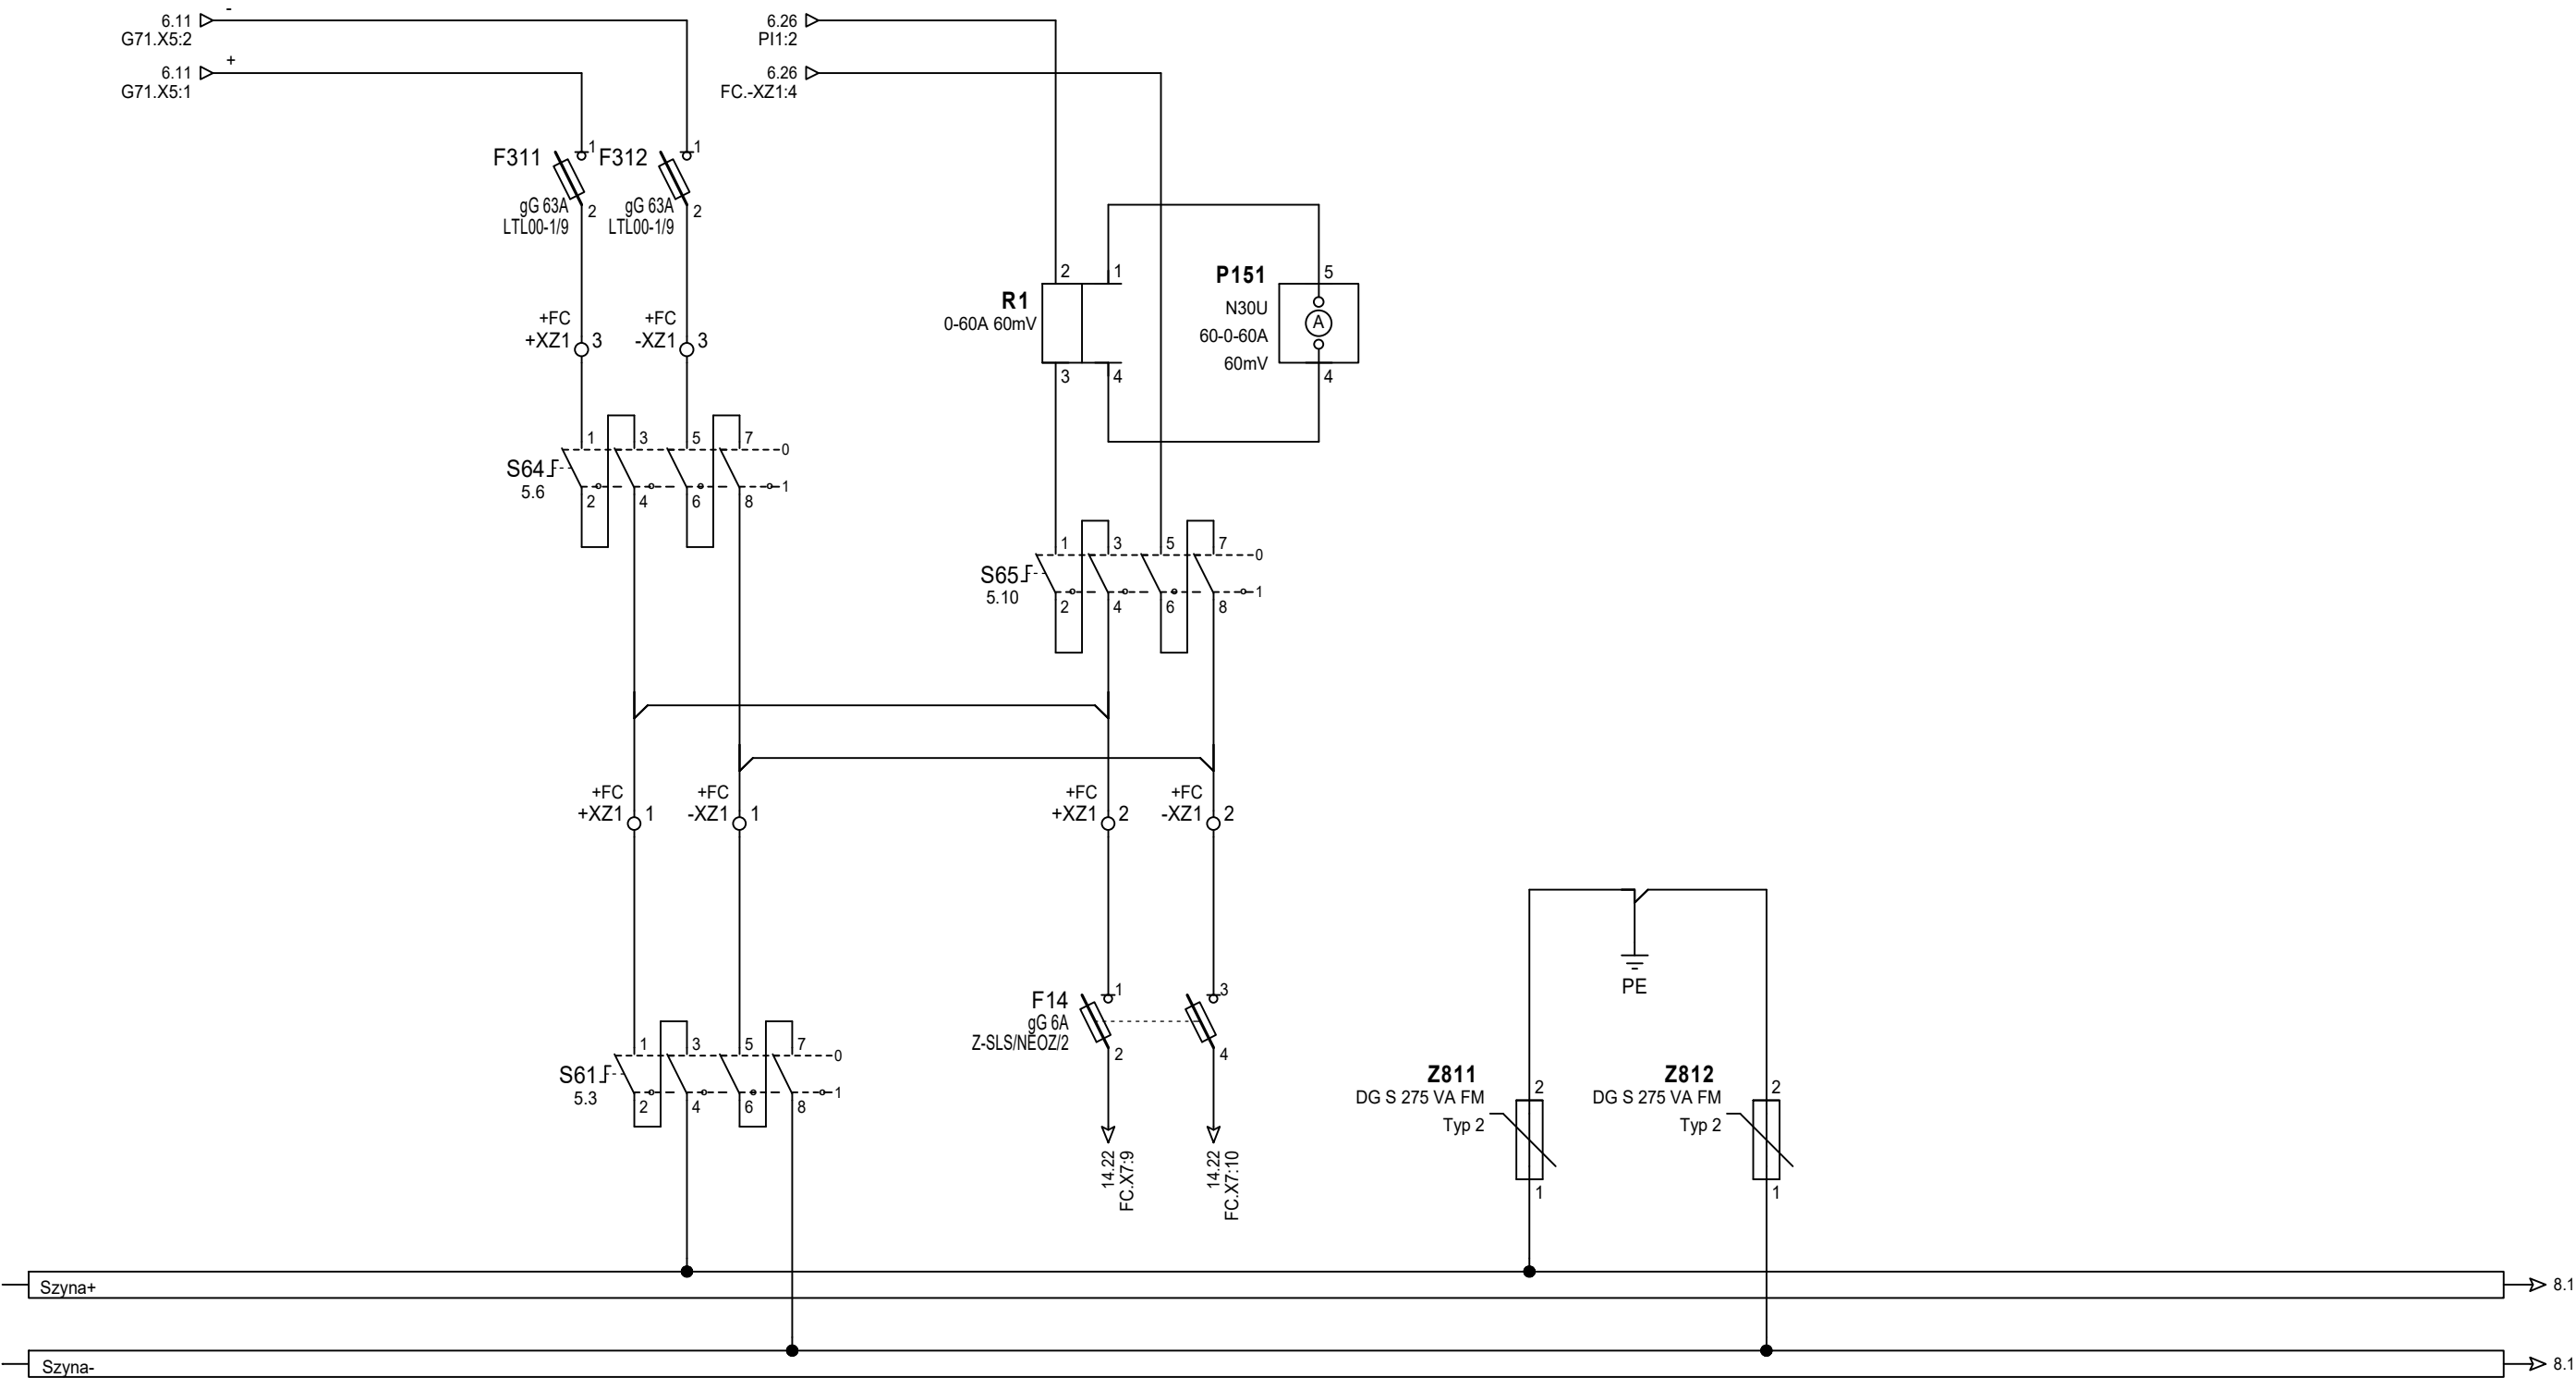 6.11
-
G71.X5:2
6.11
+
G71.X5:1
6.26
PI1:2
6.26
FC.-XZ1:4
F311
1
gG 63A
2
LTL00-1/9
F312
1
gG 63A
2
LTL00-1/9
+FC
+XZ1 3
+FC
-XZ1 3
R1
0-60A 60mV
2
1
3
4
P151
N30U
60-0-60A
60mV
5
A
4
S64
5.6
1
3
5
7
0
2
4
6
8
1
S65
5.10
1
3
5
7
0
2
4
6
8
1
+FC
+XZ1 1
+FC
-XZ1 1
+FC
+XZ1 2
+FC
-XZ1 2
S61
5.3
1
3
5
7
0
2
4
6
8
1
F14
gG 6A
Z-SLS/NEOZ/2
1
3
2
4
14.22
FC.X7:9
14.22
FC.X7:10
PE
Z811
DG S 275 VA FM
Typ 2
2
1
Z812
DG S 275 VA FM
Typ 2
2
1
Szyna+
8.1
Szyna-
8.1